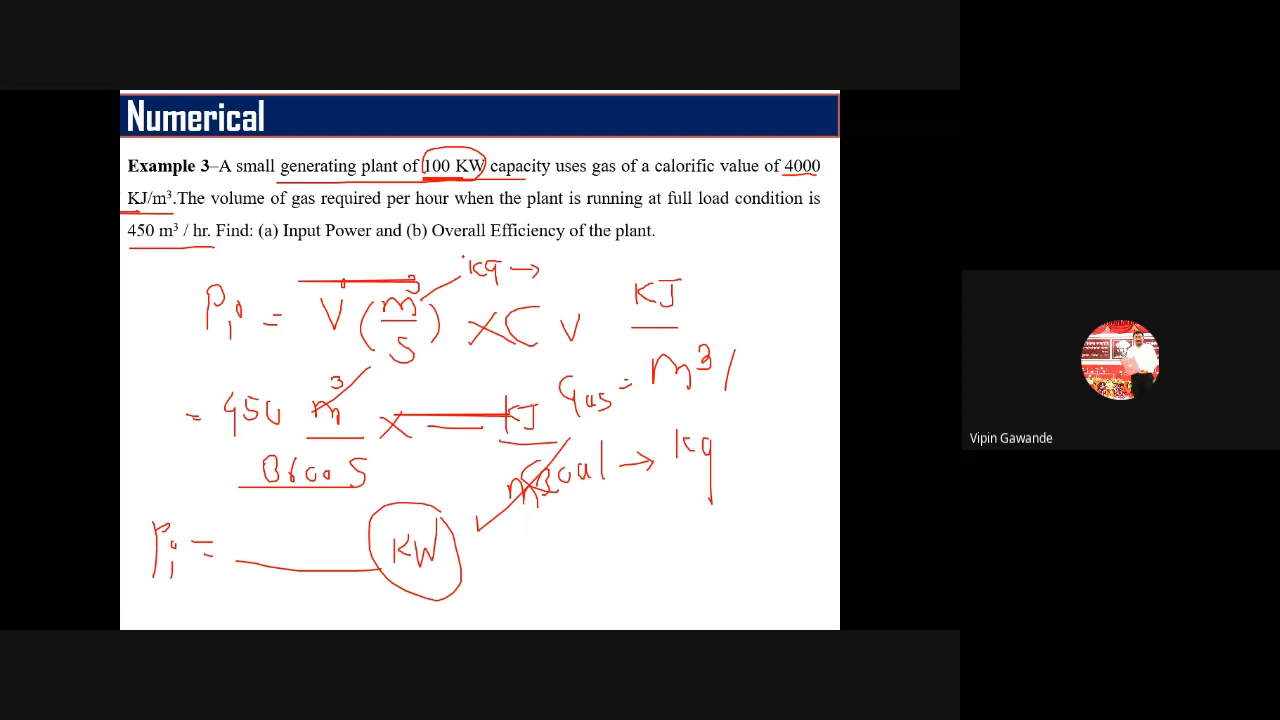 Numerical
Example 3–A small generating plant of 100 KW capacity uses gas of a calorific value of 4000
KJ/m³.The volume of gas required per hour when the plant is running at full load condition is
450 m³ / hr. Find: (a) Input Power and (b) Overall Efficiency of the plant.
kg →
Pi = V (m³/S) × CV KJ/
Gas = m³ /
= 450 m³/3600 S × KJ/m³
Coal → kg
Pi = ____ KW
Vipin Gawande